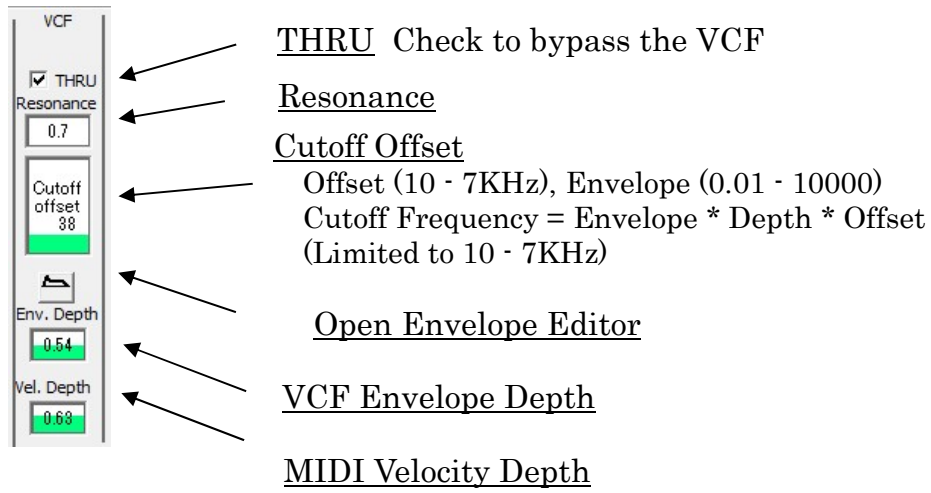 VCF
THRU
Resonance
0.7
Cutoff
offset
38
Env. Depth
0.54
Vel. Depth
0.63
THRU Check to bypass the VCF
Resonance
Cutoff Offset
Offset (10 - 7KHz), Envelope (0.01 - 10000)
Cutoff Frequency = Envelope * Depth * Offset
(Limited to 10 - 7KHz)
Open Envelope Editor
VCF Envelope Depth
MIDI Velocity Depth